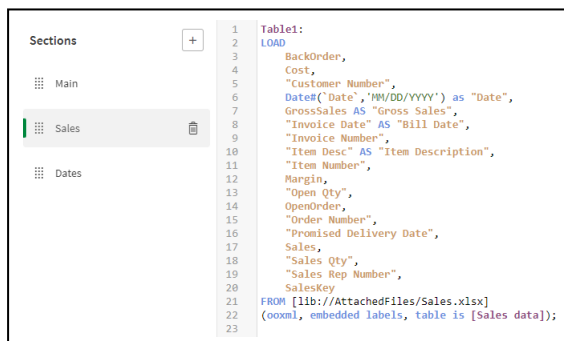 Sections
+
Main
Sales
Dates
1 Table1:
2 LOAD
3 BackOrder,
4 Cost,
5 "Customer Number",
6 Date#(`Date`,'MM/DD/YYYY') as "Date",
7 GrossSales AS "Gross Sales",
8 "Invoice Date" AS "Bill Date",
9 "Invoice Number",
10 "Item Desc" AS "Item Description",
11 "Item Number",
12 Margin,
13 "Open Qty",
14 OpenOrder,
15 "Order Number",
16 "Promised Delivery Date",
17 Sales,
18 "Sales Qty",
19 "Sales Rep Number",
20 SalesKey
21 FROM [lib://AttachedFiles/Sales.xlsx]
22 (ooxml, embedded labels, table is [Sales data]);
23